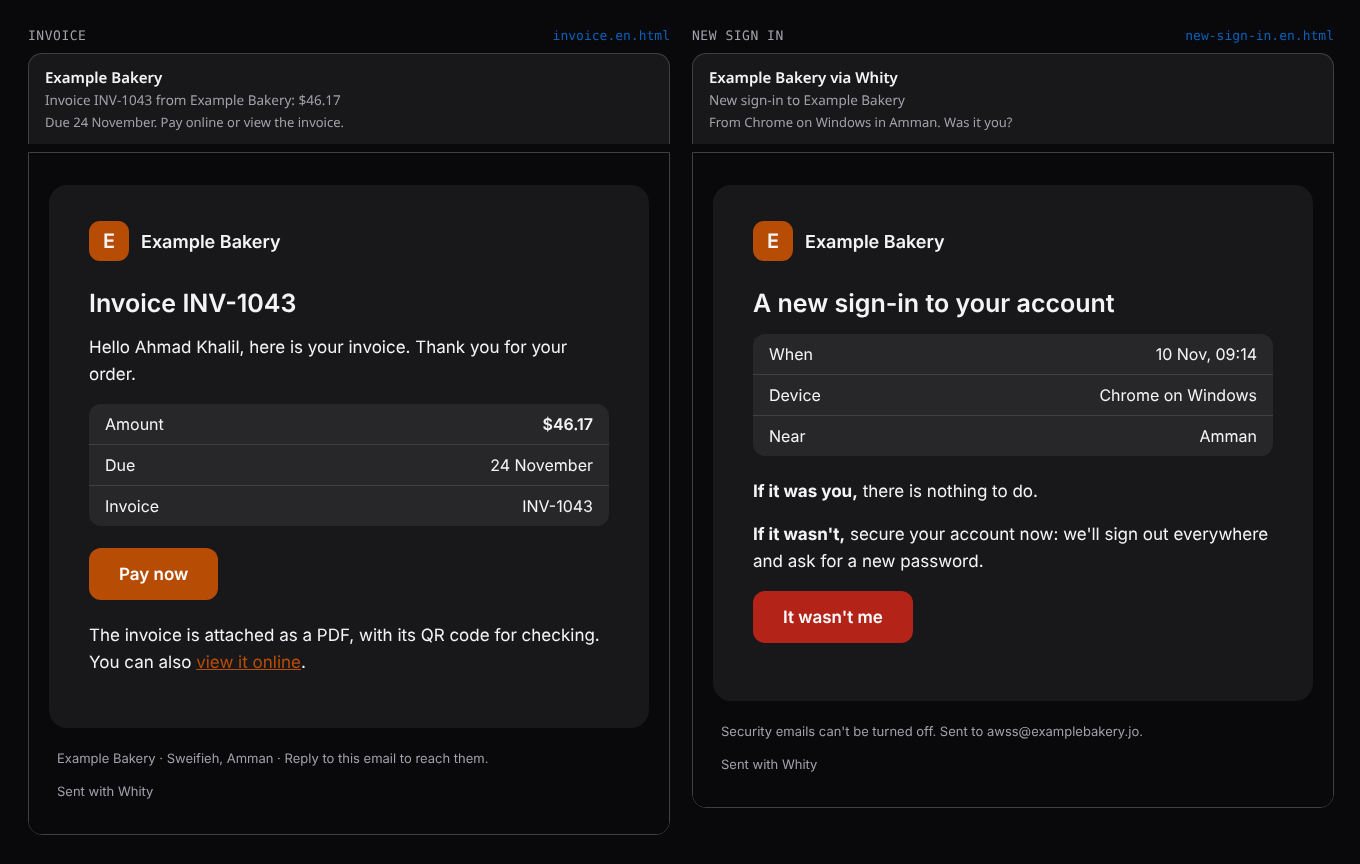 INVOICE
invoice.en.html
Example Bakery
Invoice INV-1043 from Example Bakery: $46.17
Due 24 November. Pay online or view the invoice.
E
Example Bakery
Invoice INV-1043
Hello Ahmad Khalil, here is your invoice. Thank you for your
order.
Amount $46.17
Due 24 November
Invoice INV-1043
Pay now
The invoice is attached as a PDF, with its QR code for checking.
You can also view it online.
Example Bakery · Sweifieh, Amman · Reply to this email to reach them.
Sent with Whity
NEW SIGN IN
new-sign-in.en.html
Example Bakery via Whity
New sign-in to Example Bakery
From Chrome on Windows in Amman. Was it you?
E
Example Bakery
A new sign-in to your account
When 10 Nov, 09:14
Device Chrome on Windows
Near Amman
If it was you, there is nothing to do.
If it wasn't, secure your account now: we'll sign out everywhere
and ask for a new password.
It wasn't me
Security emails can't be turned off. Sent to awss@examplebakery.jo.
Sent with Whity